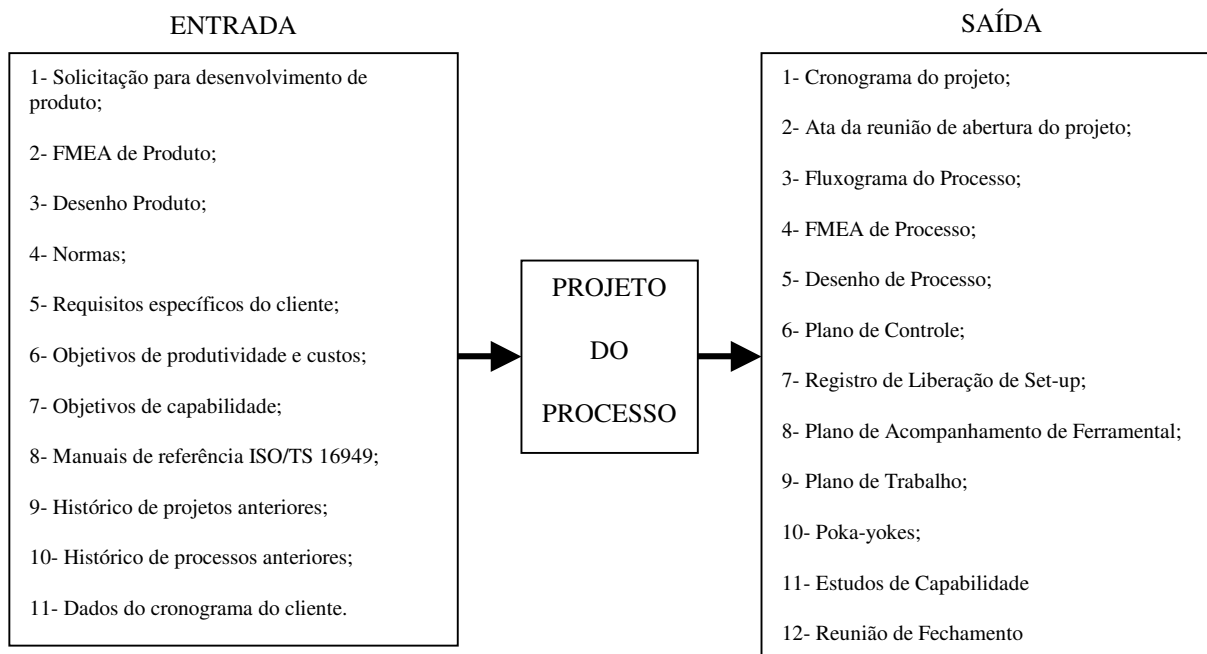 ENTRADA
1- Solicitação para desenvolvimento de
produto;
2- FMEA de Produto;
3- Desenho Produto;
4- Normas;
5- Requisitos específicos do cliente;
6- Objetivos de produtividade e custos;
7- Objetivos de capabilidade;
8- Manuais de referência ISO/TS 16949;
9- Histórico de projetos anteriores;
10- Histórico de processos anteriores;
11- Dados do cronograma do cliente.
PROJETO
DO
PROCESSO
SAÍDA
1- Cronograma do projeto;
2- Ata da reunião de abertura do projeto;
3- Fluxograma do Processo;
4- FMEA de Processo;
5- Desenho de Processo;
6- Plano de Controle;
7- Registro de Liberação de Set-up;
8- Plano de Acompanhamento de Ferramental;
9- Plano de Trabalho;
10- Poka-yokes;
11- Estudos de Capabilidade
12- Reunião de Fechamento